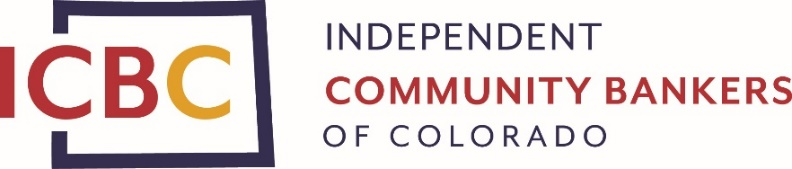 ICBC
INDEPENDENT
COMMUNITY BANKERS
OF COLORADO